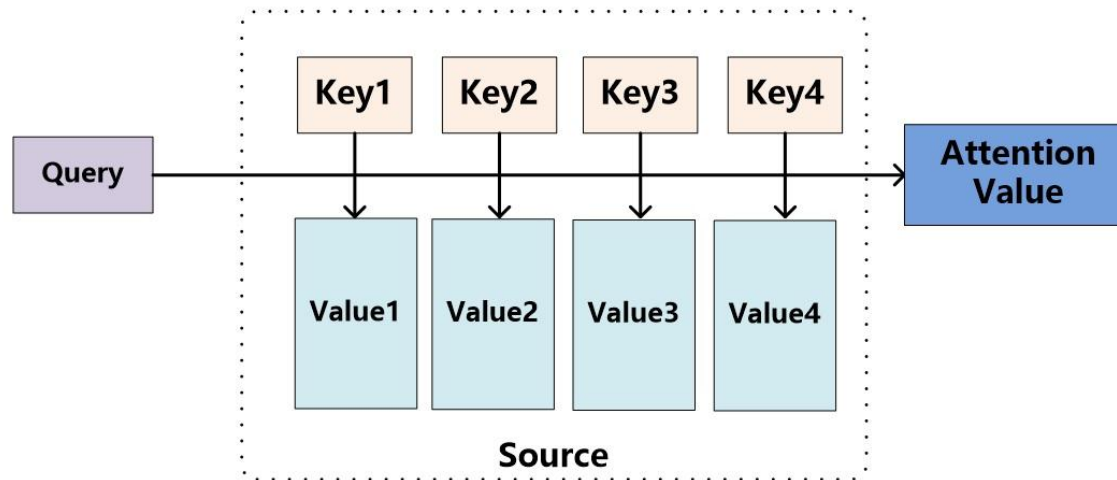 Key1 Key2 Key3 Key4
Query
Attention
Value
Value1 Value2 Value3 Value4
Source